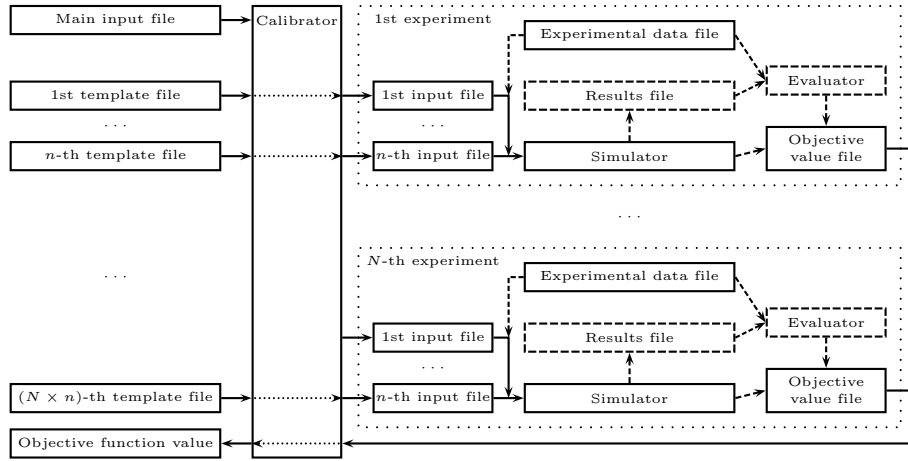 Main input file
Calibrator
1st experiment
Experimental data file
1st template file
1st input file
Results file
Evaluator
. . .
. . .
n-th template file
n-th input file
Simulator
Objective
value file
. . .
. . .
N-th experiment
Experimental data file
1st input file
Results file
Evaluator
. . .
(N × n)-th template file
n-th input file
Simulator
Objective
value file
Objective function value